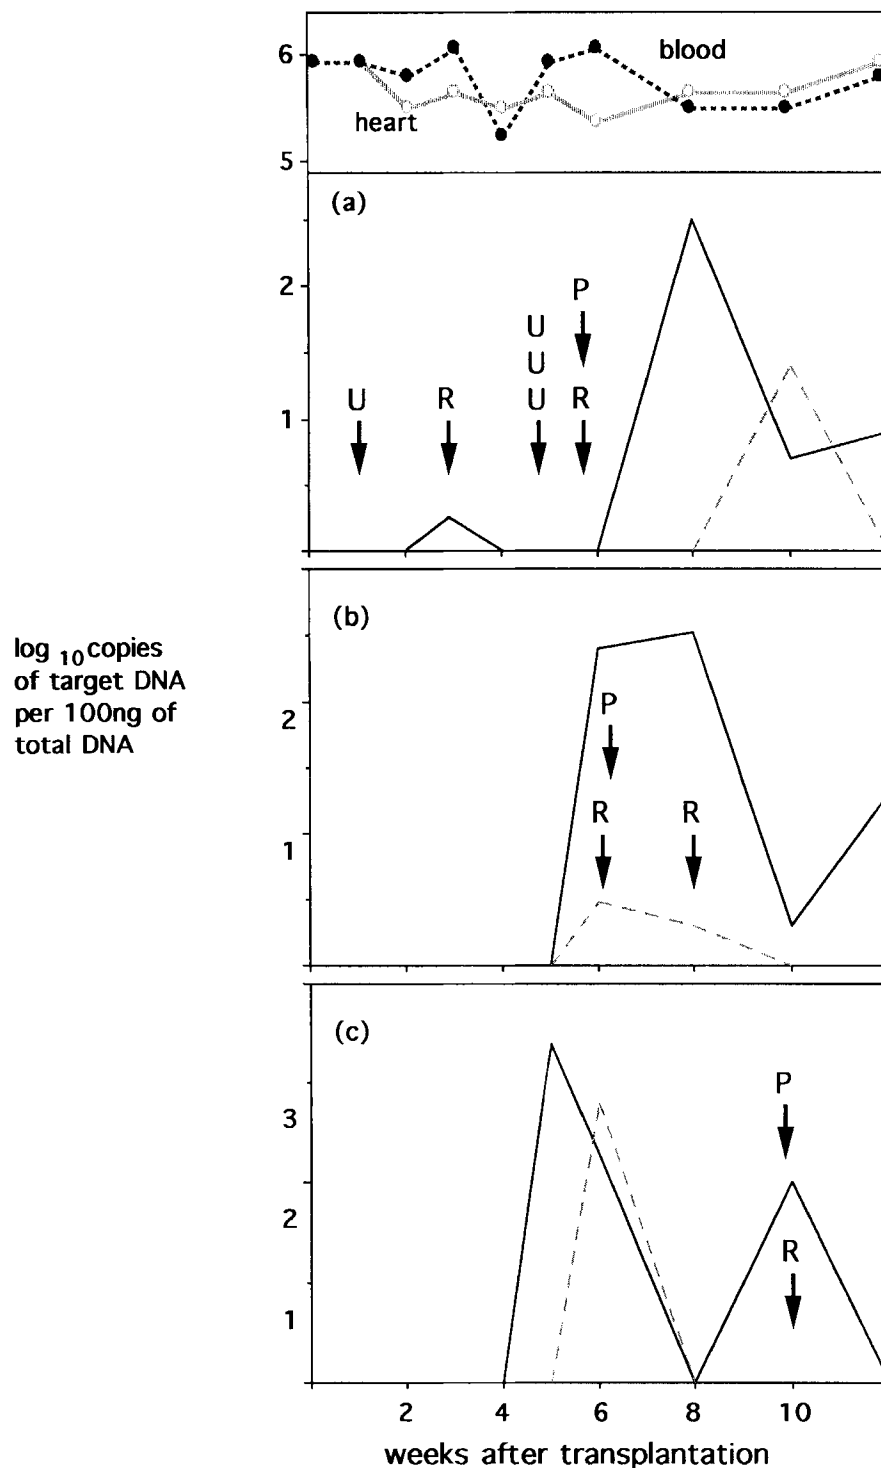 6
blood
heart
5
(a)
2
P
U
U
U R U R
1
(b)
log 10 copies
of target DNA
per 100ng of
total DNA
2
P
R R
1
(c)
P
3
2
R
1
2 4 6 8 10
weeks after transplantation